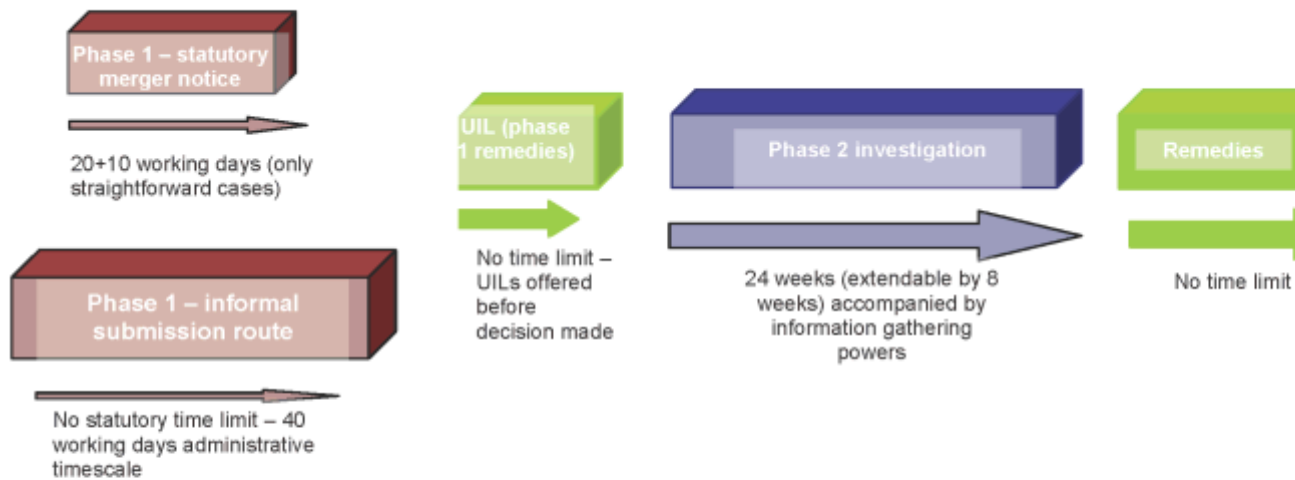 Phase 1 – statutory
merger notice
20+10 working days (only
straightforward cases)
Phase 1 – informal
submission route
No statutory time limit – 40
working days administrative
timescale
UIL (phase
1 remedies)
No time limit –
UILs offered
before
decision made
Phase 2 investigation
24 weeks (extendable by 8
weeks) accompanied by
information gathering
powers
Remedies
No time limit